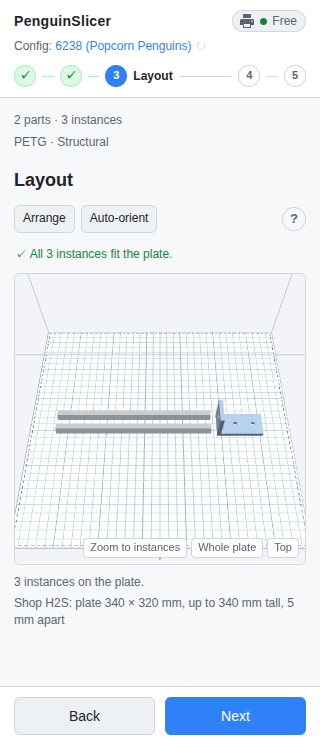 PenguinSlicer
Free
Config: 6238 (Popcorn Penguins)
3 Layout 4 5
2 parts · 3 instances
PETG · Structural
Layout
Arrange Auto-orient ?
✓ All 3 instances fit the plate.
Zoom to instances Whole plate Top
3 instances on the plate.
Shop H2S: plate 340 × 320 mm, up to 340 mm tall, 5
mm apart
Back Next